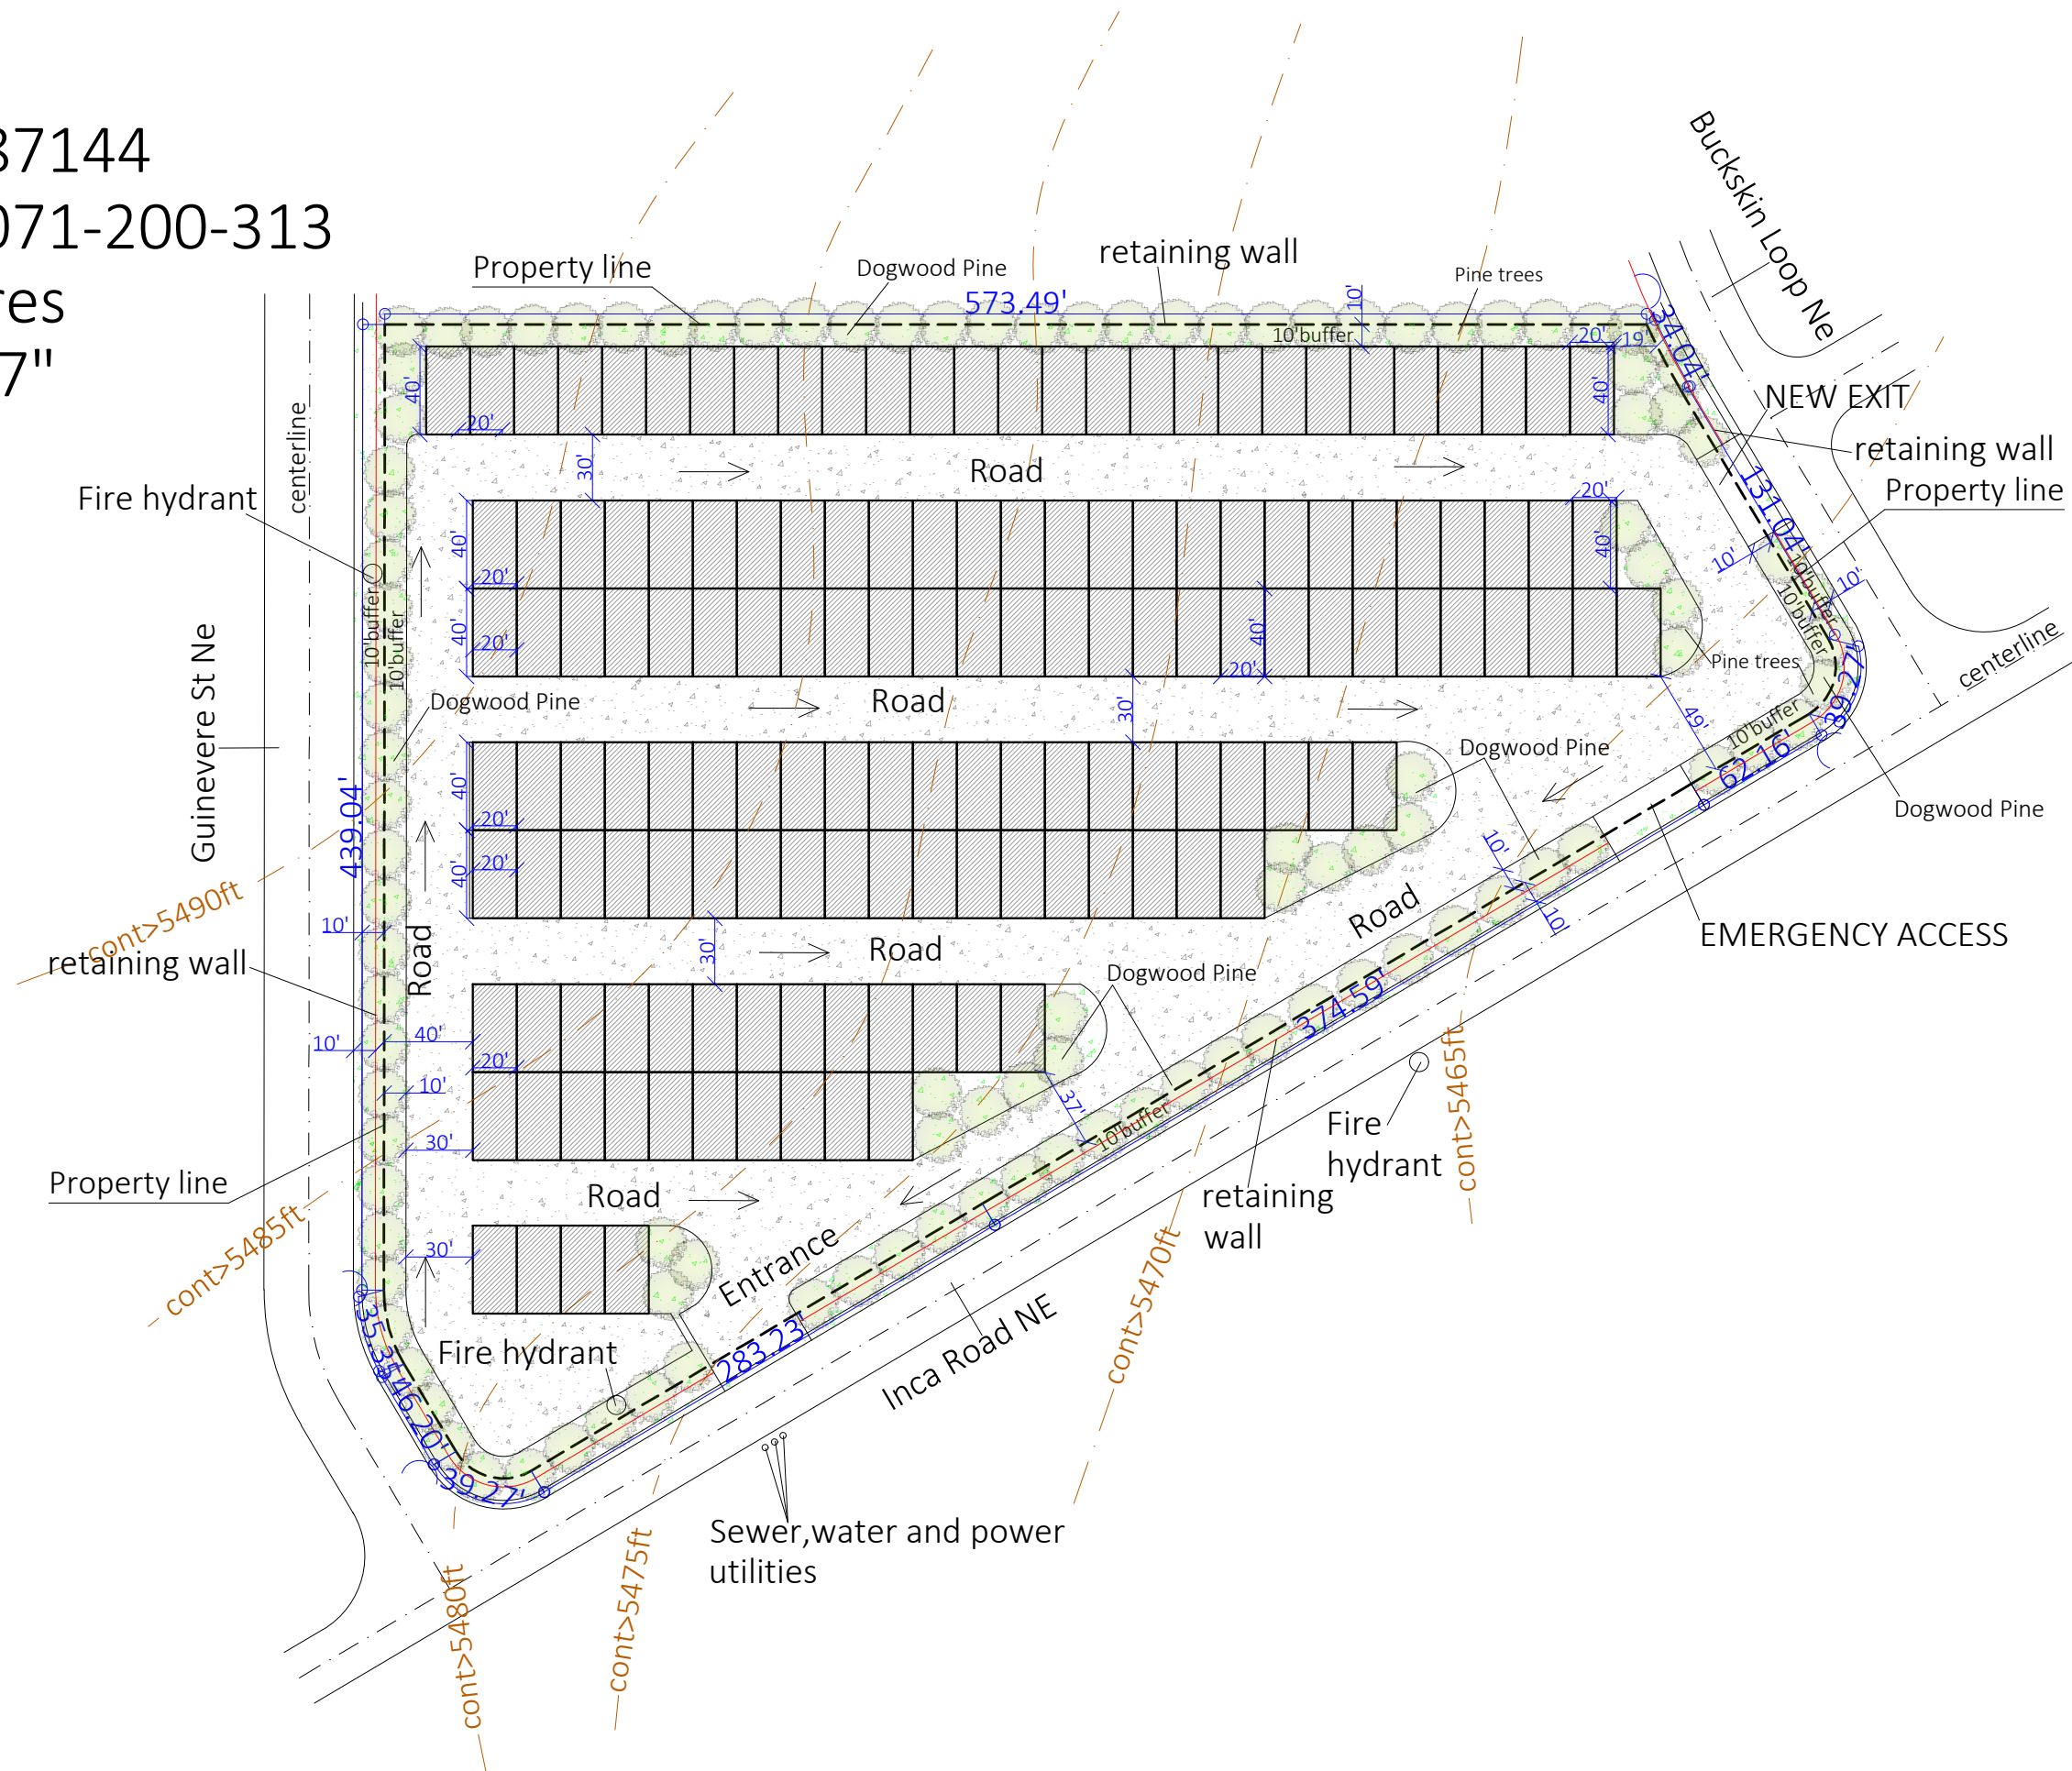 87144
071-200-313
res
7"
Buckskin Loop Ne
Property line
Dogwood Pine
retaining wall
Pine trees
573.49'
10'
10'buffer
20'
19'
34.04'
40'
20'
40'
NEW EXIT
retaining wall
Property line
centerline
Fire hydrant
30'
Road
131.04'
20'
40'
20'
40'
10'
10'buffer
10'
10'buffer
10'buffer
10'buffer
Guinevere St Ne
40'
20'
40'
20'
Pine trees
centerline
Dogwood Pine
30'
Road
49'
10'buffer
39.27'
62.16'
Dogwood Pine
Dogwood Pine
439.04'
40'
20'
40'
20'
10'
10'
EMERGENCY ACCESS
cont>5490ft
10'
retaining wall
Road
30'
Road
Road
Dogwood Pine
374.59'
10'
40'
20'
10'
30'
37'
10'buffer
Fire
hydrant
cont>5465ft
Property line
cont>5485ft
Road
retaining
wall
30'
Entrance
283.23'
Inca Road NE
cont>5470ft
35.35'
46.20'
39.27'
Fire hydrant
Sewer,water and power
utilities
cont>5480ft
cont>5475ft